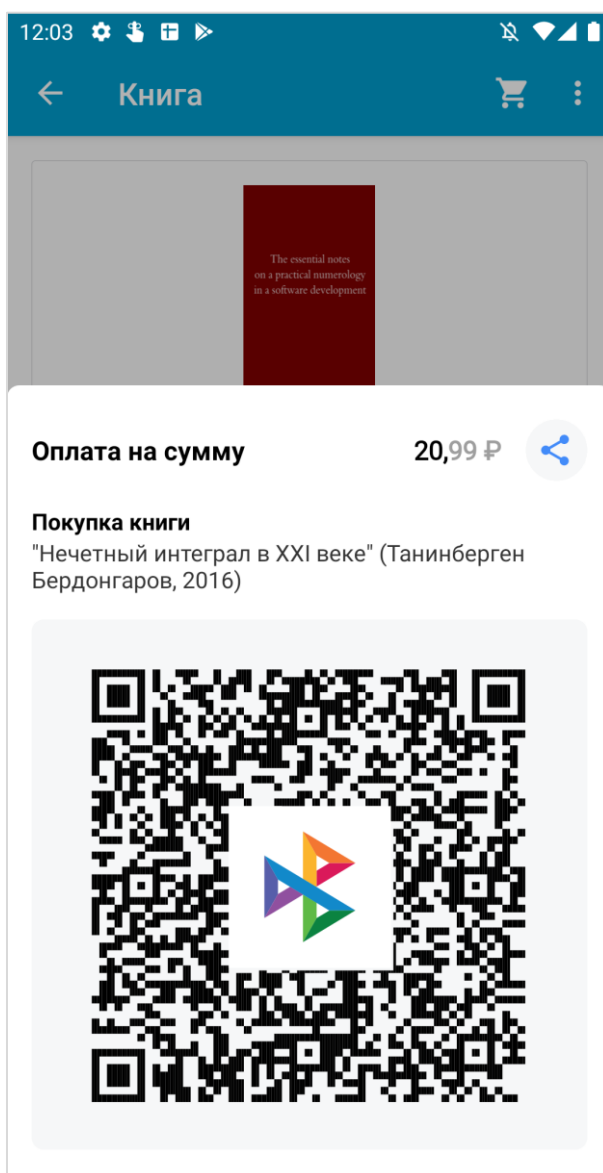 12:03
Книга
The essential notes
on a practical numerology
in a software development
Оплата на сумму 20,99 ₽
Покупка книги
"Нечетный интеграл в XXI веке" (Танинберген
Бердонгаров, 2016)